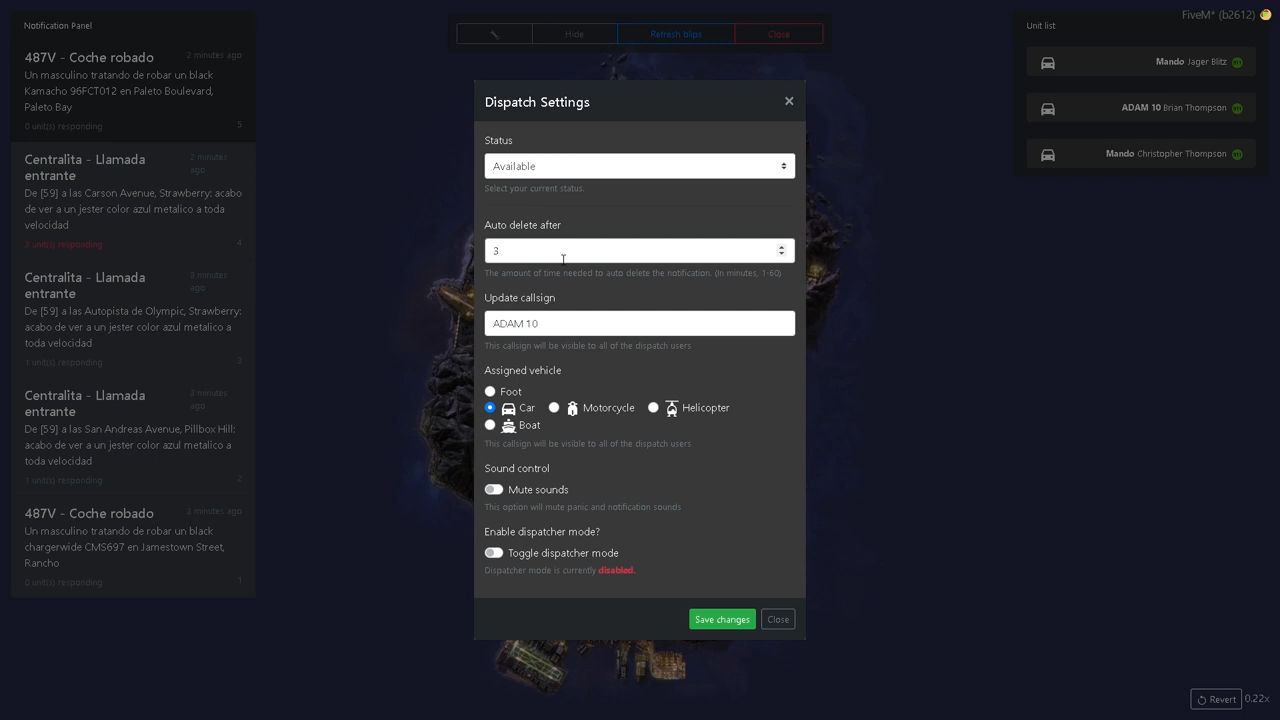 FiveM* (b2612)
Notification Panel
487V - Coche robado
2 minutes ago
Un masculino tratando de robar un black
Kamacho 96FCT012 en Paleto Boulevard,
Paleto Bay
0 unit(s) responding
5
Centralita - Llamada
entrante
2 minutes
ago
De [59] a las Carson Avenue, Strawberry: acabo
de ver a un jester color azul metalico a toda
velocidad
2 unit(s) responding
4
Centralita - Llamada
entrante
3 minutes
ago
De [59] a las Autopista de Olympic, Strawberry:
acabo de ver a un jester color azul metalico a
toda velocidad
1 unit(s) responding
3
Centralita - Llamada
entrante
3 minutes
ago
De [59] a las San Andreas Avenue, Pillbox Hill:
acabo de ver a un jester color azul metalico a
toda velocidad
1 unit(s) responding
2
487V - Coche robado
3 minutes ago
Un masculino tratando de robar un black
chargerwide CMS697 en Jamestown Street,
Rancho
0 unit(s) responding
1
Hide
Refresh blips
Close
Dispatch Settings
×
Status
Available
Select your current status.
Auto delete after
3
The amount of time needed to auto delete the notification. (In minutes, 1-60)
Update callsign
ADAM 10
This callsign will be visible to all of the dispatch users
Assigned vehicle
Foot
Car Motorcycle Helicopter
Boat
This callsign will be visible to all of the dispatch users
Sound control
Mute sounds
This option will mute panic and notification sounds
Enable dispatcher mode?
Toggle dispatcher mode
Dispatcher mode is currently disabled.
Save changes
Close
Unit list
Mando Jager Blitz
ADAM 10 Brian Thompson
Mando Christopher Thompson
Revert
0.22x